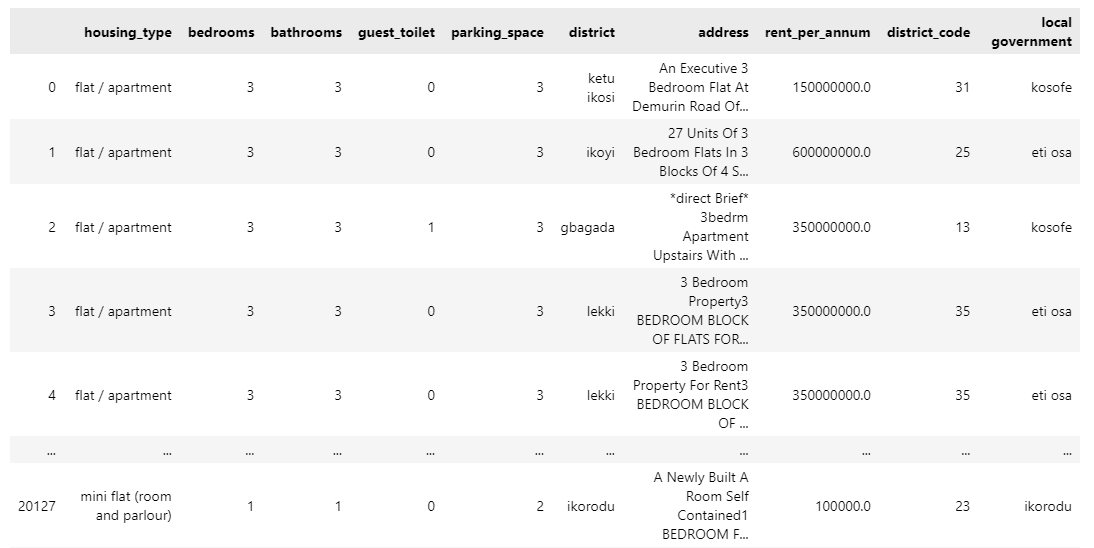 housing_type bedrooms bathrooms guest_toilet parking_space district address rent_per_annum district_code local government
0 flat / apartment 3 3 0 3 ketu ikosi An Executive 3 Bedroom Flat At Demurin Road Of... 150000000.0 31 kosofe
1 flat / apartment 3 3 0 3 ikoyi 27 Units Of 3 Bedroom Flats In 3 Blocks Of 4 S... 600000000.0 25 eti osa
2 flat / apartment 3 3 1 3 gbagada *direct Brief* 3bedrm Apartment Upstairs With ... 350000000.0 13 kosofe
3 flat / apartment 3 3 0 3 lekki 3 Bedroom Property3 BEDROOM BLOCK OF FLATS FOR... 350000000.0 35 eti osa
4 flat / apartment 3 3 0 3 lekki 3 Bedroom Property For Rent3 BEDROOM BLOCK OF ... 350000000.0 35 eti osa
... ... ... ... ... ... ... ... ... ... ...
20127 mini flat (room and parlour) 1 1 0 2 ikorodu A Newly Built A Room Self Contained1 BEDROOM F... 100000.0 23 ikorodu